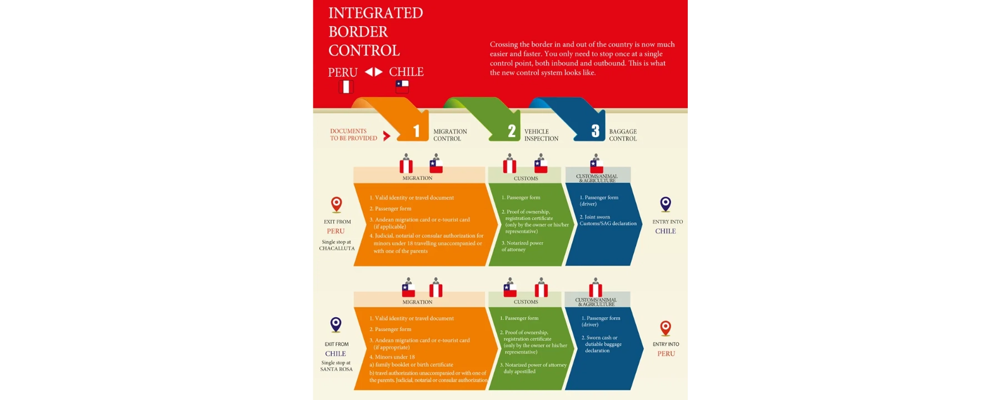 INTEGRATED
BORDER
CONTROL
PERU CHILE
Crossing the border in and out of the country is now much
easier and faster. You only need to stop once at a single
control point, both inbound and outbound. This is what
the new control system looks like.
DOCUMENTS
TO BE PROVIDED
1
MIGRATION
CONTROL
2
VEHICLE
INSPECTION
3
BAGGAGE
CONTROL
EXIT FROM
PERU
Single stop at
CHACALLUTA
MIGRATION
1. Valid identity or travel document
2. Passenger form
3. Andean migration card or e-tourist card
(if applicable)
4. Judicial, notarial or consular authorization for
minors under 18 travelling unaccompanied or
with one of the parents
CUSTOMS
1. Passenger form
2. Proof of ownership,
registration certificate
(only by the owner or his/her
representative)
3. Notarized power
of attorney
CUSTOMS/ANIMAL
& AGRICULTURE
1. Passenger form
(driver)
2. Joint sworn
Customs/SAG declaration
ENTRY INTO
CHILE
EXIT FROM
CHILE
Single stop at
SANTA ROSA
MIGRATION
1. Valid identity or travel document
2. Passenger form
3. Andean migration card or e-tourist card
(if appropriate)
4. Minors under 18
a) family booklet or birth certificate
b) travel authorization unaccompanied or with one of
the parents. Judicial, notarial or consular authorization
CUSTOMS
1. Passenger form
2. Proof of ownership,
registration certificate
(only by the owner or his/her
representative)
3. Notarized power of attorney
duly apostilled
CUSTOMS/ANIMAL
& AGRICULTURE
1. Passenger form
(driver)
2. Sworn cash or
dutiable baggage
declaration
ENTRY INTO
PERU